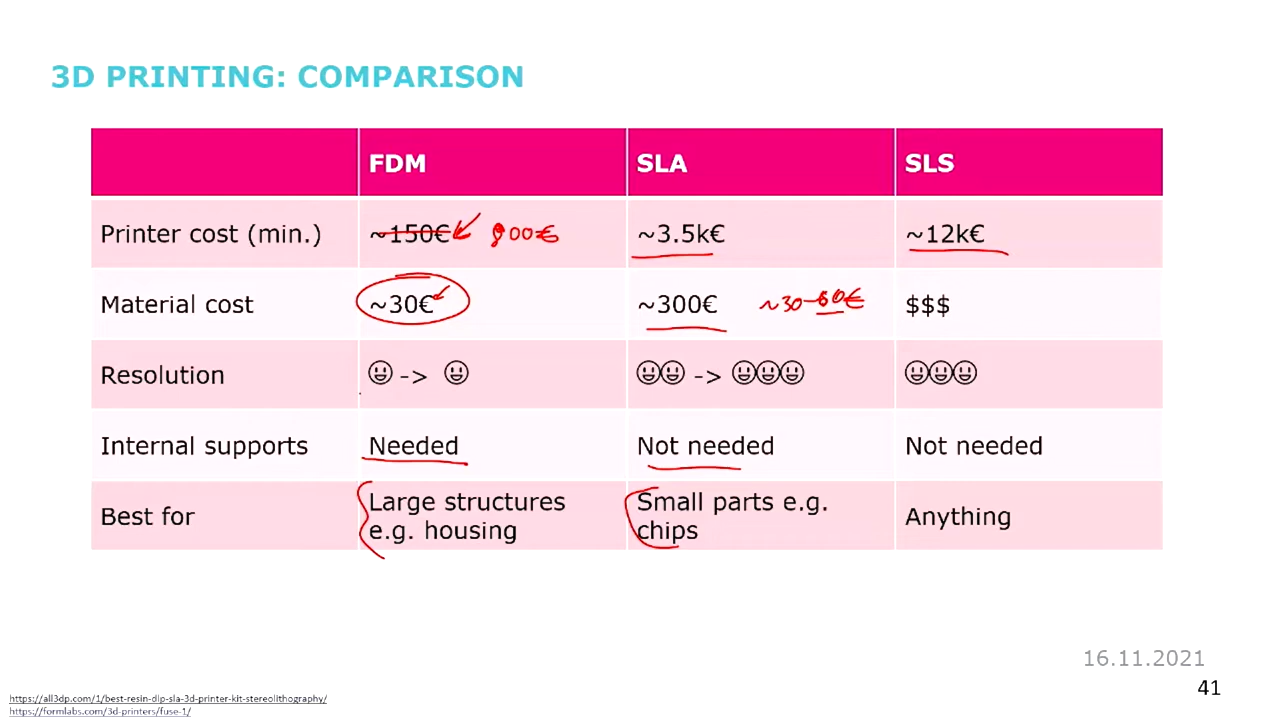 3D PRINTING: COMPARISON
FDM SLA SLS
Printer cost (min.) ~150€ 800€ ~3.5k€ ~12k€
Material cost ~30€ ~300€ ~30-60€ $$$
Resolution 😃 -> 😃 😃😃 -> 😃😃😃 😃😃😃
Internal supports Needed Not needed Not needed
Best for Large structures e.g. housing Small parts e.g. chips Anything
16.11.2021
41
https://all3dp.com/1/best-resin-dlp-sla-3d-printer-kit-stereolithography/
https://formlabs.com/3d-printers/fuse-1/